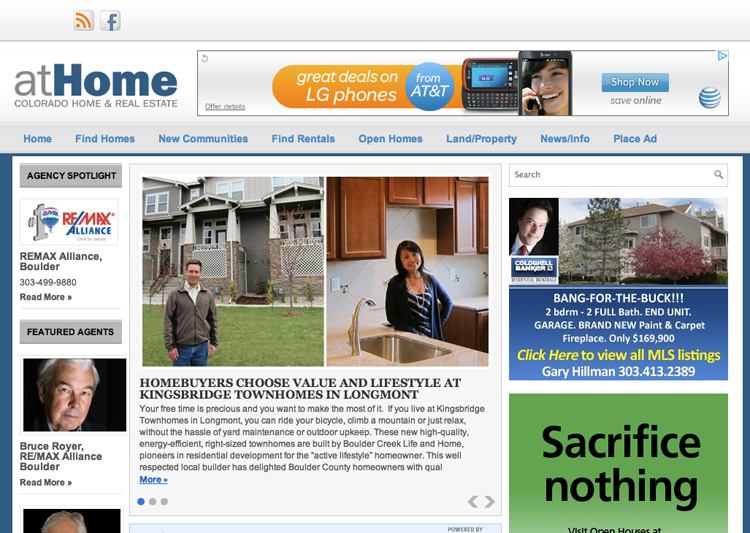 atHome
COLORADO HOME & REAL ESTATE
great deals on
LG phones
from
AT&T
Offer details
Shop Now
save online
at&t
Home
Find Homes
New Communities
Find Rentals
Open Homes
Land/Property
News/Info
Place Ad
AGENCY SPOTLIGHT
#1
RE/MAX
ALLIANCE
Click for details
REMAX Alliance,
Boulder
303-499-9880
Read More »
FEATURED AGENTS
Bruce Royer,
RE/MAX Alliance
Boulder
Read More »
HOMEBUYERS CHOOSE VALUE AND LIFESTYLE AT
KINGSBRIDGE TOWNHOMES IN LONGMONT
Your free time is precious and you want to make the most of it.  If you live at Kingsbridge
Townhomes in Longmont, you can ride your bicycle, climb a mountain or just relax,
without the hassle of yard maintenance or outdoor upkeep. These new high-quality,
energy-efficient, right-sized townhomes are built by Boulder Creek Life and Home,
pioneers in residential development for the "active lifestyle" homeowner. This well
respected local builder has delighted Boulder County homeowners with qual
More »
POWERED BY
Search
COLDWELL
BANKER
RESIDENTIAL BROKERAGE
BANG-FOR-THE-BUCK!!!
2 bdrm - 2 FULL Bath. END UNIT.
GARAGE. BRAND NEW Paint & Carpet
Fireplace. Only $169,900
Click Here to view all MLS listings
Gary Hillman 303.413.2389
Sacrifice
nothing
Visit Open Houses at